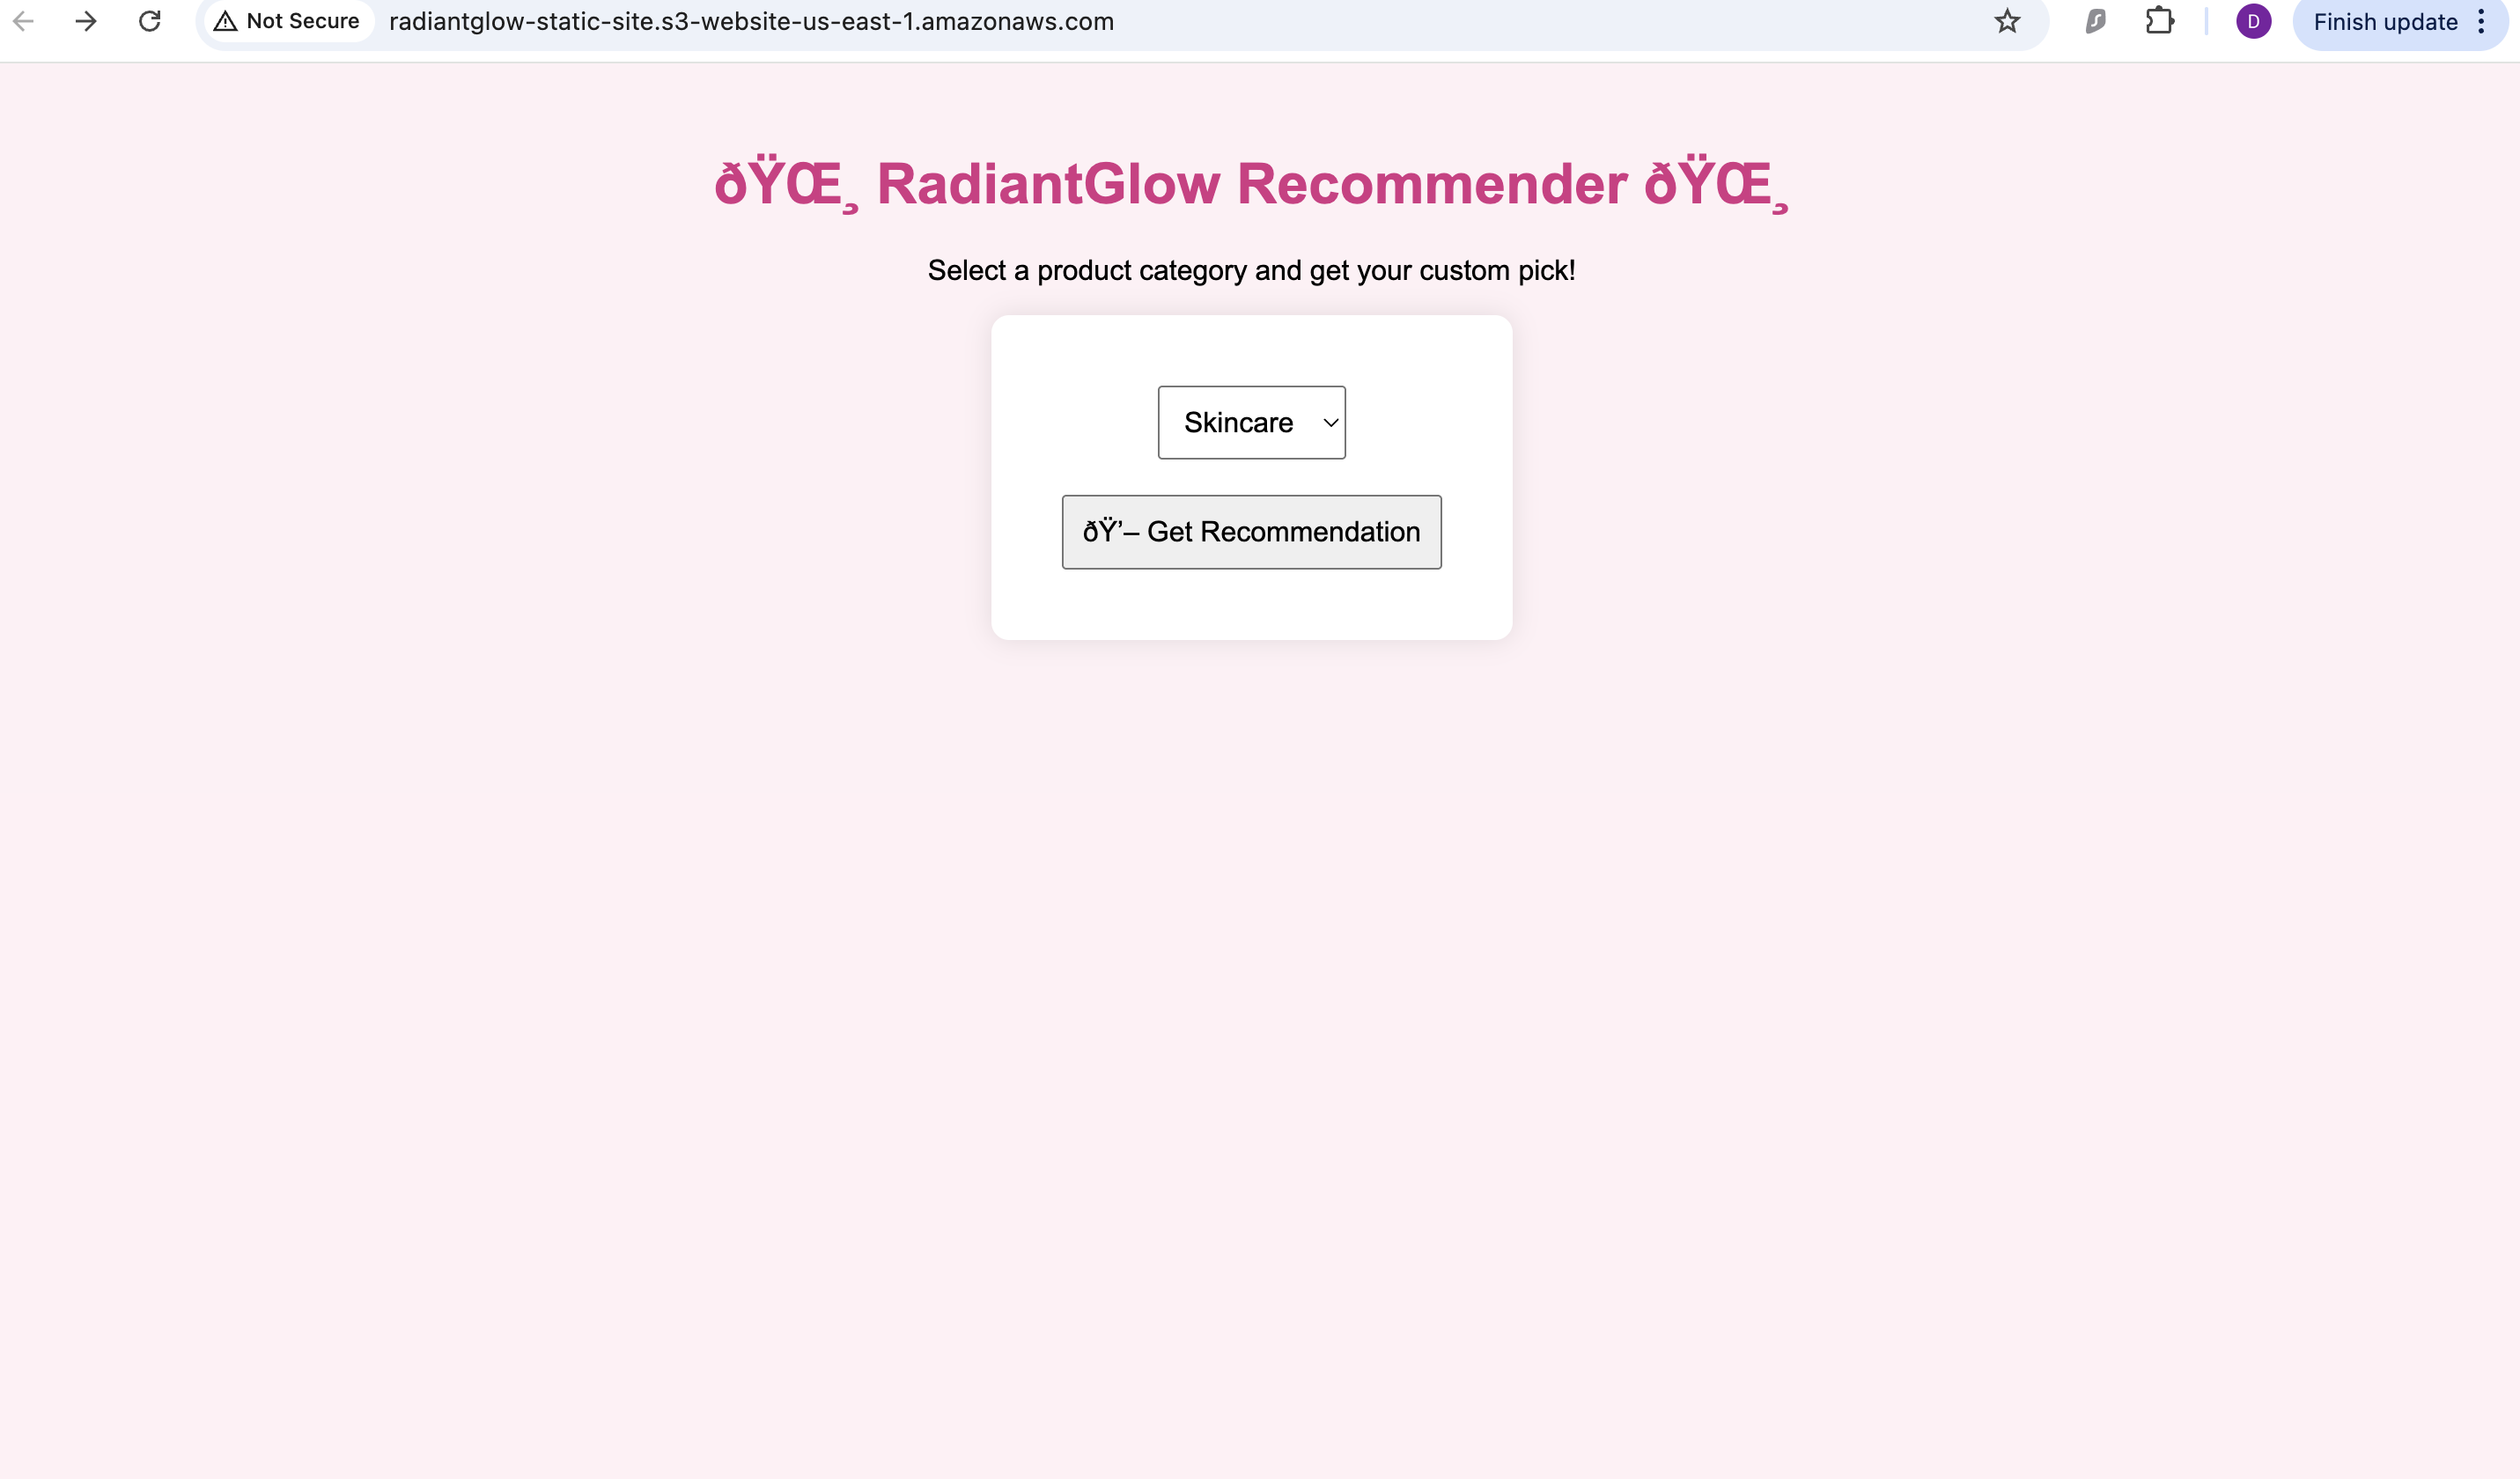 Not Secure radiantglow-static-site.s3-website-us-east-1.amazonaws.com D Finish update
ðŸŒ¸ RadiantGlow Recommender ðŸŒ¸
Select a product category and get your custom pick!
Skincare
ðŸ’– Get Recommendation